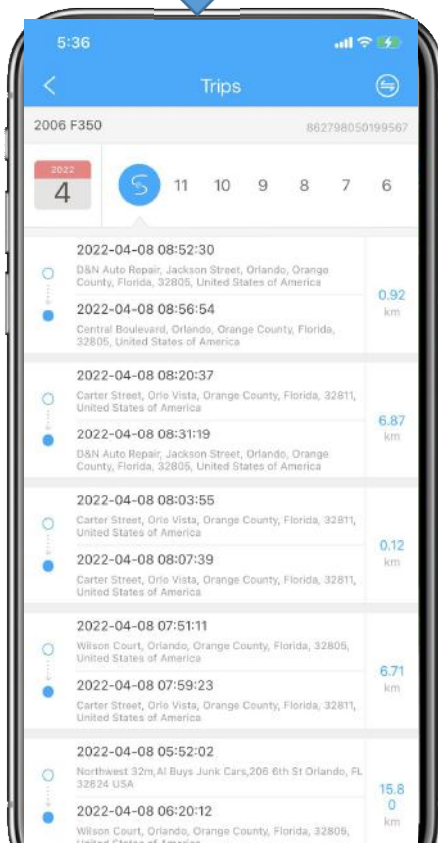 5:36
Trips
2006 F350 862798050199567
2022
4 11 10 9 8 7 6
2022-04-08 08:52:30
D&N Auto Repair, Jackson Street, Orlando, Orange
County, Florida, 32805, United States of America
0.92
km
2022-04-08 08:56:54
Central Boulevard, Orlando, Orange County, Florida,
32805, United States of America
2022-04-08 08:20:37
Carter Street, Orlo Vista, Orange County, Florida, 32811,
United States of America
6.87
km
2022-04-08 08:31:19
D&N Auto Repair, Jackson Street, Orlando, Orange
County, Florida, 32805, United States of America
2022-04-08 08:03:55
Carter Street, Orlo Vista, Orange County, Florida, 32811,
United States of America
0.12
km
2022-04-08 08:07:39
Carter Street, Orlo Vista, Orange County, Florida, 32811,
United States of America
2022-04-08 07:51:11
Wilson Court, Orlando, Orange County, Florida, 32805,
United States of America
6.71
km
2022-04-08 07:59:23
Carter Street, Orlo Vista, Orange County, Florida, 32811,
United States of America
2022-04-08 05:52:02
Northwest 32m,Al Buys Junk Cars,206 6th St Orlando, FL
32824 USA
15.8
0
km
2022-04-08 06:20:12
Wilson Court, Orlando, Orange County, Florida, 32805,
United States of America